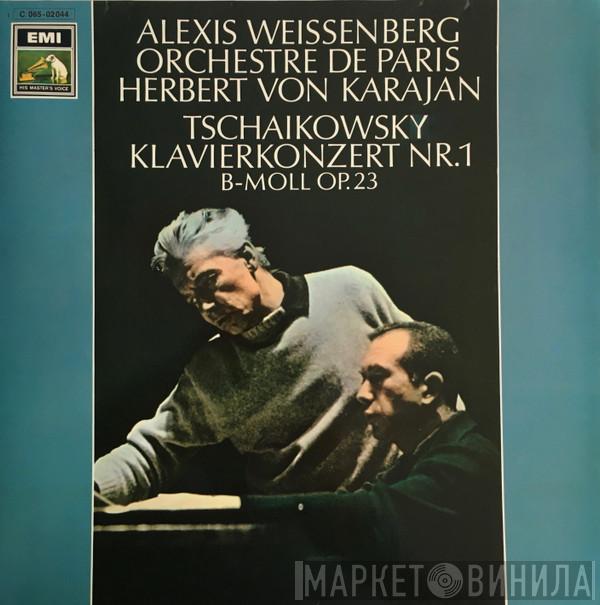 C 065-02044
EMI
HIS MASTER'S VOICE
ALEXIS WEISSENBERG
ORCHESTRE DE PARIS
HERBERT VON KARAJAN
TSCHAIKOWSKY
KLAVIERKONZERT NR.1
B-MOLL OP.23
МАРКЕТ ВИНИЛА